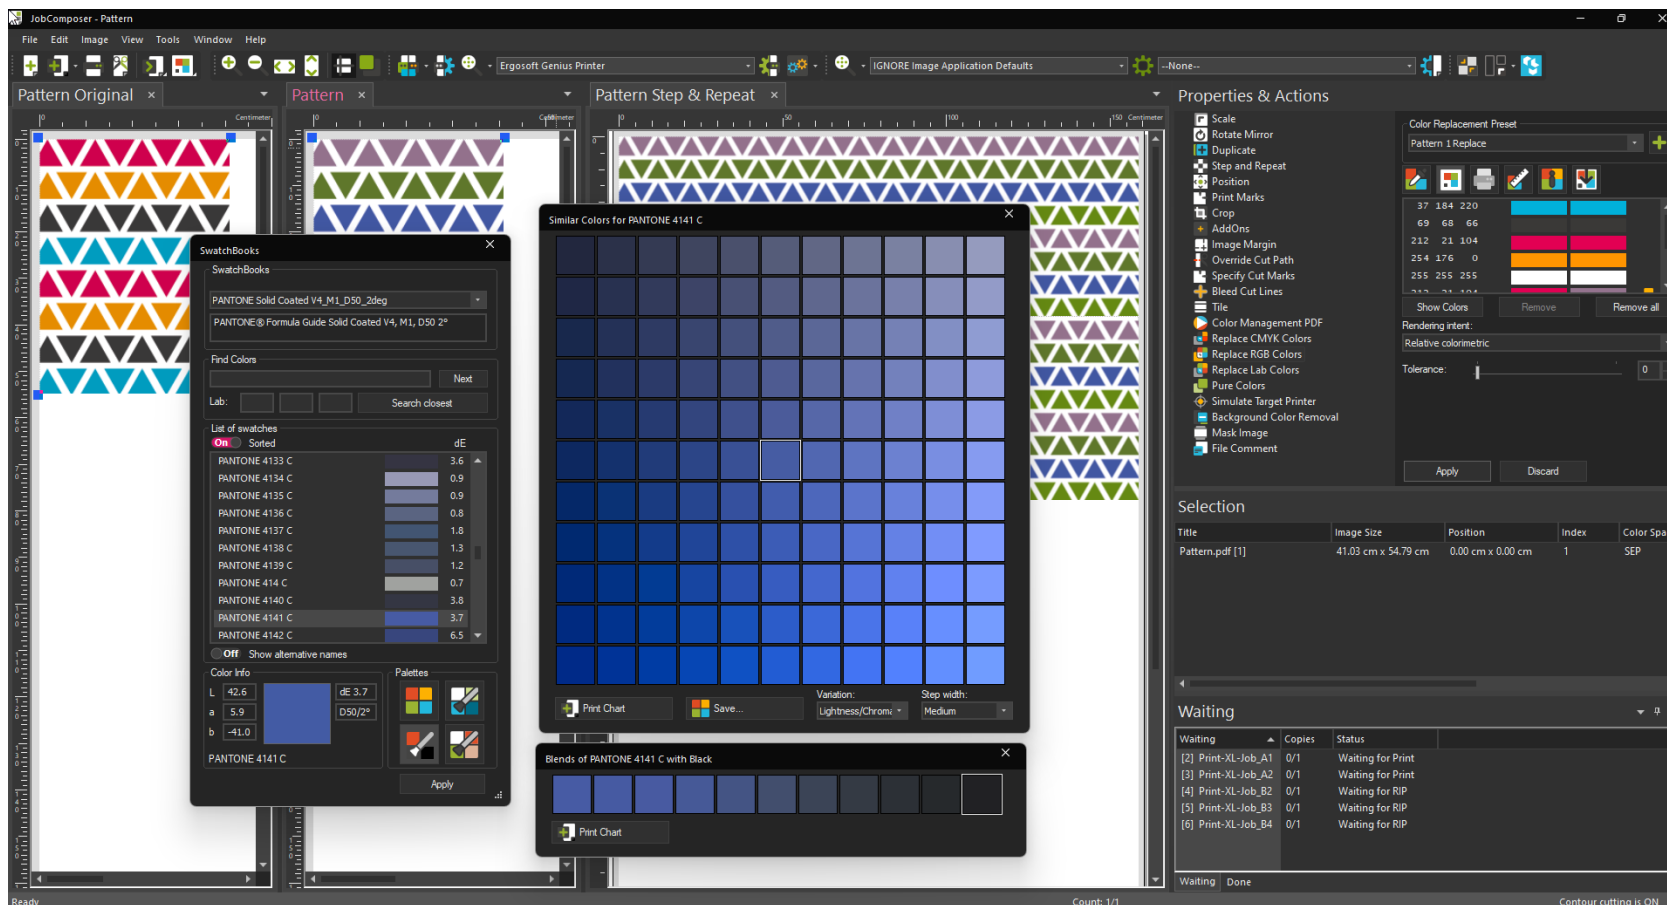 JobComposer - Pattern
File Edit Image View Tools Window Help
Ergosoft Genius Printer
IGNORE Image Application Defaults
--None--
Pattern Original ×
Pattern ×
Pattern Step & Repeat ×
Centimeter
Centimeter
|0 |50 |100 |150 Centimeter
SwatchBooks
SwatchBooks
PANTONE Solid Coated V4_M1_D50_2deg
PANTONE® Formula Guide Solid Coated V4, M1, D50 2°
Find Colors
Next
Lab:
Search closest
List of swatches
On Sorted dE
PANTONE 4133 C 3.6
PANTONE 4134 C 0.9
PANTONE 4135 C 0.9
PANTONE 4136 C 0.8
PANTONE 4137 C 1.8
PANTONE 4138 C 1.3
PANTONE 4139 C 1.2
PANTONE 414 C 0.7
PANTONE 4140 C 3.8
PANTONE 4141 C 3.7
PANTONE 4142 C 6.5
Off Show alternative names
Color Info
L 42.6 dE 3.7
a 5.9 D50/2°
b -41.0
PANTONE 4141 C
Palettes
Apply
Similar Colors for PANTONE 4141 C
Print Chart
Save...
Variation:
Lightness/Chroma
Step width:
Medium
Blends of PANTONE 4141 C with Black
Print Chart
Properties & Actions
Scale
Rotate Mirror
Duplicate
Step and Repeat
Position
Print Marks
Crop
AddOns
Image Margin
Override Cut Path
Specify Cut Marks
Bleed Cut Lines
Tile
Color Management PDF
Replace CMYK Colors
Replace RGB Colors
Replace Lab Colors
Pure Colors
Simulate Target Printer
Background Color Removal
Mask Image
File Comment
Color Replacement Preset
Pattern 1 Replace
37 184 220
69 68 66
212 21 104
254 176 0
255 255 255
212 21 104
Show Colors Remove Remove all
Rendering intent:
Relative colorimetric
Tolerance: 0
Apply Discard
Selection
Title Image Size Position Index Color Spa
Pattern.pdf [1] 41.03 cm x 54.79 cm 0.00 cm x 0.00 cm 1 SEP
Waiting
Waiting Copies Status
[2] Print-XL-Job_A1 0/1 Waiting for Print
[3] Print-XL-Job_A2 0/1 Waiting for Print
[4] Print-XL-Job_B2 0/1 Waiting for RIP
[5] Print-XL-Job_B3 0/1 Waiting for RIP
[6] Print-XL-Job_B4 0/1 Waiting for RIP
Waiting Done
Ready
Count: 1/1
Contour cutting is ON